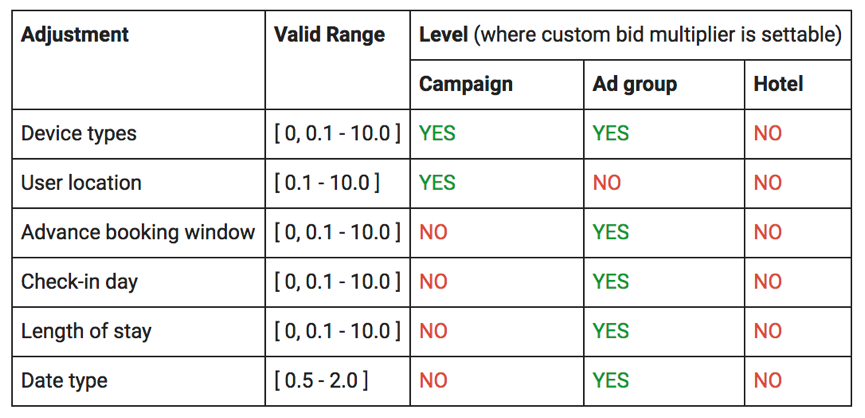 Adjustment Valid Range Level (where custom bid multiplier is settable)
Campaign Ad group Hotel
Device types [ 0, 0.1 - 10.0 ] YES YES NO
User location [ 0.1 - 10.0 ] YES NO NO
Advance booking window [ 0, 0.1 - 10.0 ] NO YES NO
Check-in day [ 0, 0.1 - 10.0 ] NO YES NO
Length of stay [ 0, 0.1 - 10.0 ] NO YES NO
Date type [ 0.5 - 2.0 ] NO YES NO